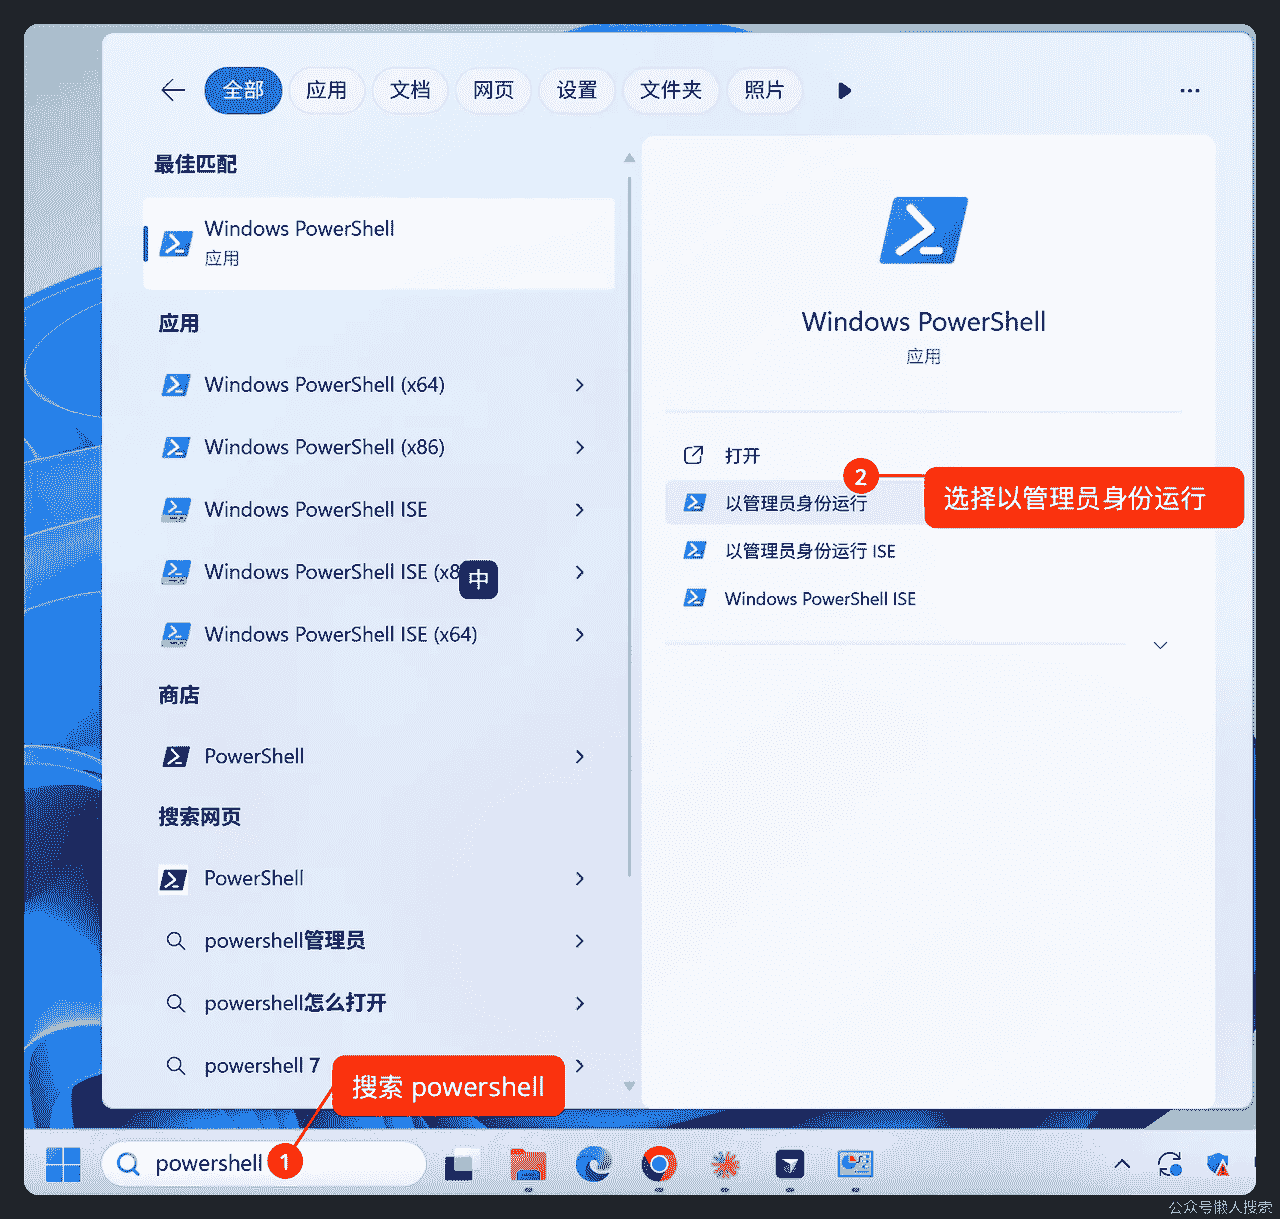 全部
应用
文档
网页
设置
文件夹
照片
最佳匹配
Windows PowerShell
应用
应用
Windows PowerShell (x64)
Windows PowerShell (x86)
Windows PowerShell ISE
Windows PowerShell ISE (x8
中
Windows PowerShell ISE (x64)
商店
PowerShell
搜索网页
PowerShell
powershell管理员
powershell怎么打开
powershell 7
Windows PowerShell
应用
打开
以管理员身份运行
2
选择以管理员身份运行
以管理员身份运行 ISE
Windows PowerShell ISE
搜索 powershell
powershell
1
公众号懒人搜索